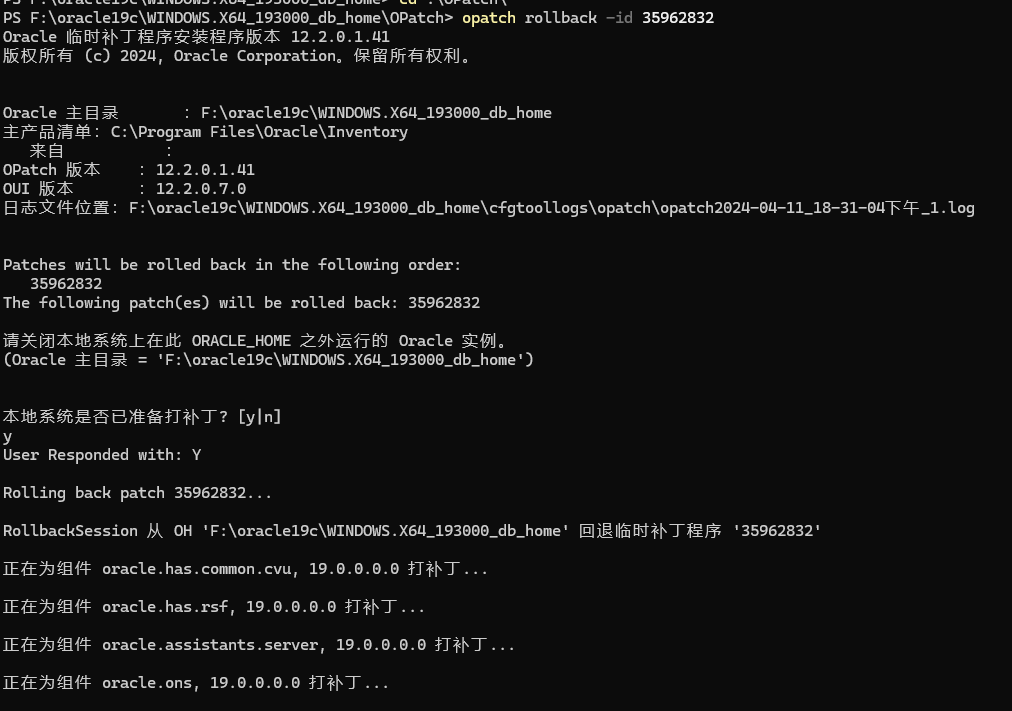 PS F:\oracle19c\WINDOWS.X64_193000_db_home> cd .\OPatch\
PS F:\oracle19c\WINDOWS.X64_193000_db_home\OPatch> opatch rollback -id 35962832
Oracle 临时补丁程序安装程序版本 12.2.0.1.41
版权所有 (c) 2024, Oracle Corporation。保留所有权利。
Oracle 主目录       : F:\oracle19c\WINDOWS.X64_193000_db_home
主产品清单: C:\Program Files\Oracle\Inventory
来自           :
OPatch 版本    : 12.2.0.1.41
OUI 版本       : 12.2.0.7.0
日志文件位置: F:\oracle19c\WINDOWS.X64_193000_db_home\cfgtoollogs\opatch\opatch2024-04-11_18-31-04下午_1.log
Patches will be rolled back in the following order:
35962832
The following patch(es) will be rolled back: 35962832
请关闭本地系统上在此 ORACLE_HOME 之外运行的 Oracle 实例。
(Oracle 主目录 = 'F:\oracle19c\WINDOWS.X64_193000_db_home')
本地系统是否已准备打补丁? [y|n]
y
User Responded with: Y
Rolling back patch 35962832...
RollbackSession 从 OH 'F:\oracle19c\WINDOWS.X64_193000_db_home' 回退临时补丁程序 '35962832'
正在为组件 oracle.has.common.cvu, 19.0.0.0.0 打补丁...
正在为组件 oracle.has.rsf, 19.0.0.0.0 打补丁...
正在为组件 oracle.assistants.server, 19.0.0.0.0 打补丁...
正在为组件 oracle.ons, 19.0.0.0.0 打补丁...